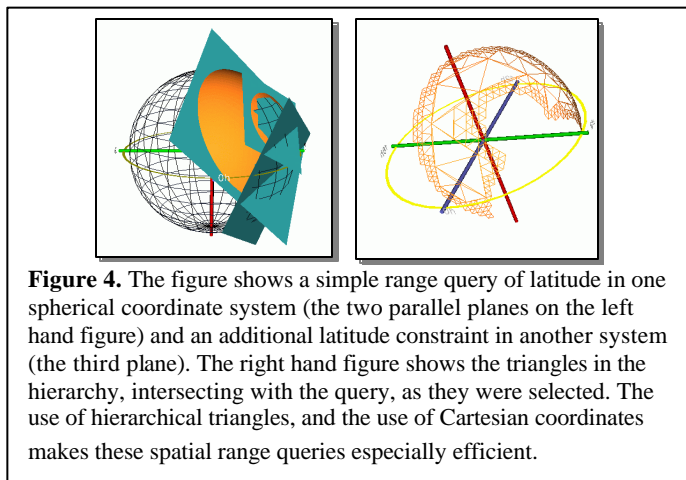 0h
Figure 4. The figure shows a simple range query of latitude in one
spherical coordinate system (the two parallel planes on the left
hand figure) and an additional latitude constraint in another system
(the third plane). The right hand figure shows the triangles in the
hierarchy, intersecting with the query, as they were selected. The
use of hierarchical triangles, and the use of Cartesian coordinates
makes these spatial range queries especially efficient.